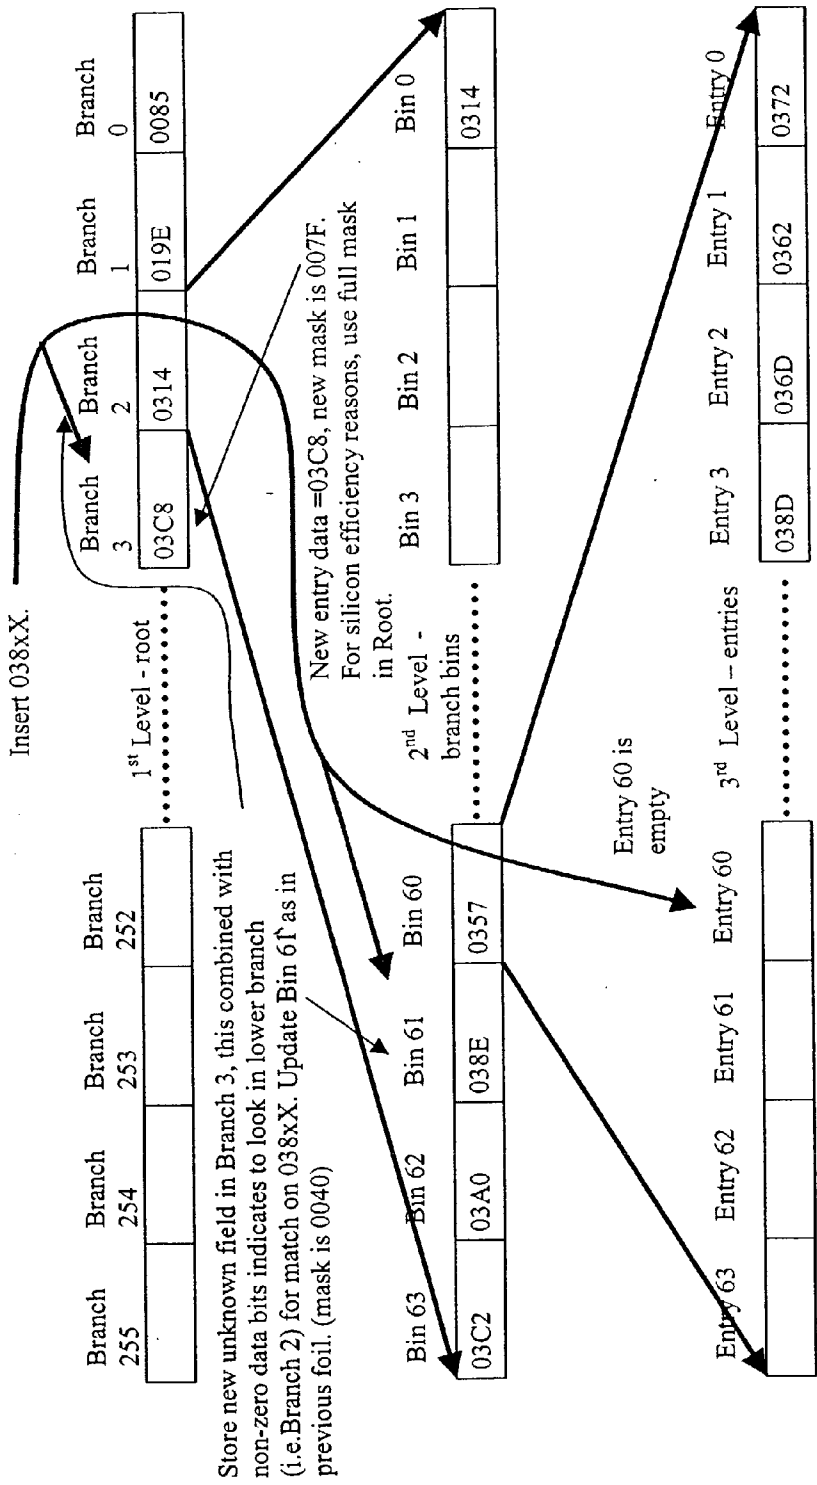 Insert 038xX.
Branch Branch Branch Branch Branch Branch Branch Branch
255 254 253 252 1st Level - root 3 2 1 0
03C8 0314 019E 0085
Store new unknown field in Branch 3, this combined with
non-zero data bits indicates to look in lower branch
(i.e.Branch 2) for match on 038xX. Update Bin 61 as in
previous foil. (mask is 0040)
New entry data =03C8, new mask is 007F.
For silicon efficiency reasons, use full mask
in Root.
Bin 63 Bin 62 Bin 61 Bin 60
2nd Level -
branch bins
Bin 3 Bin 2 Bin 1 Bin 0
03C2 03A0 038E 0357 0314
Entry 60 is
empty
Entry 63 Entry 62 Entry 61 Entry 60 3rd Level – entries Entry 3 Entry 2 Entry 1 Entry 0
038D 036D 0362 0372